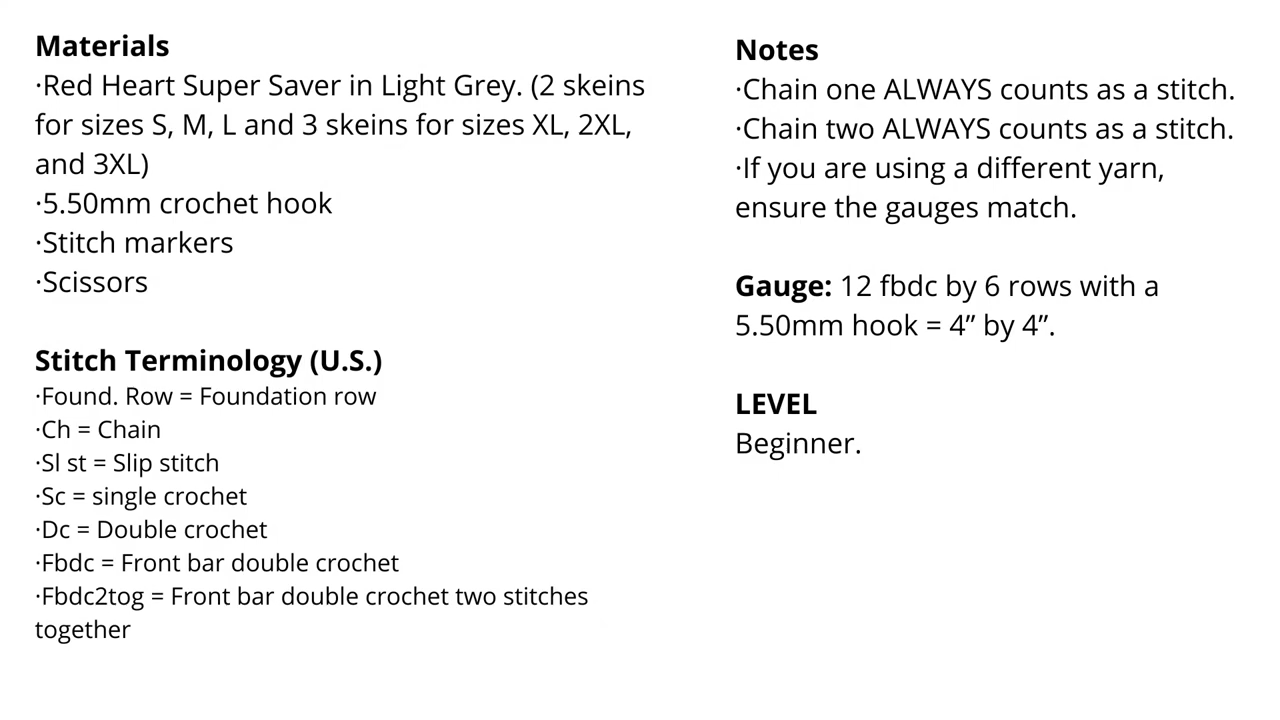 Materials
·Red Heart Super Saver in Light Grey. (2 skeins
for sizes S, M, L and 3 skeins for sizes XL, 2XL,
and 3XL)
·5.50mm crochet hook
·Stitch markers
·Scissors
Stitch Terminology (U.S.)
·Found. Row = Foundation row
·Ch = Chain
·Sl st = Slip stitch
·Sc = single crochet
·Dc = Double crochet
·Fbdc = Front bar double crochet
·Fbdc2tog = Front bar double crochet two stitches
together
Notes
·Chain one ALWAYS counts as a stitch.
·Chain two ALWAYS counts as a stitch.
·If you are using a different yarn,
ensure the gauges match.
Gauge: 12 fbdc by 6 rows with a
5.50mm hook = 4” by 4”.
LEVEL
Beginner.